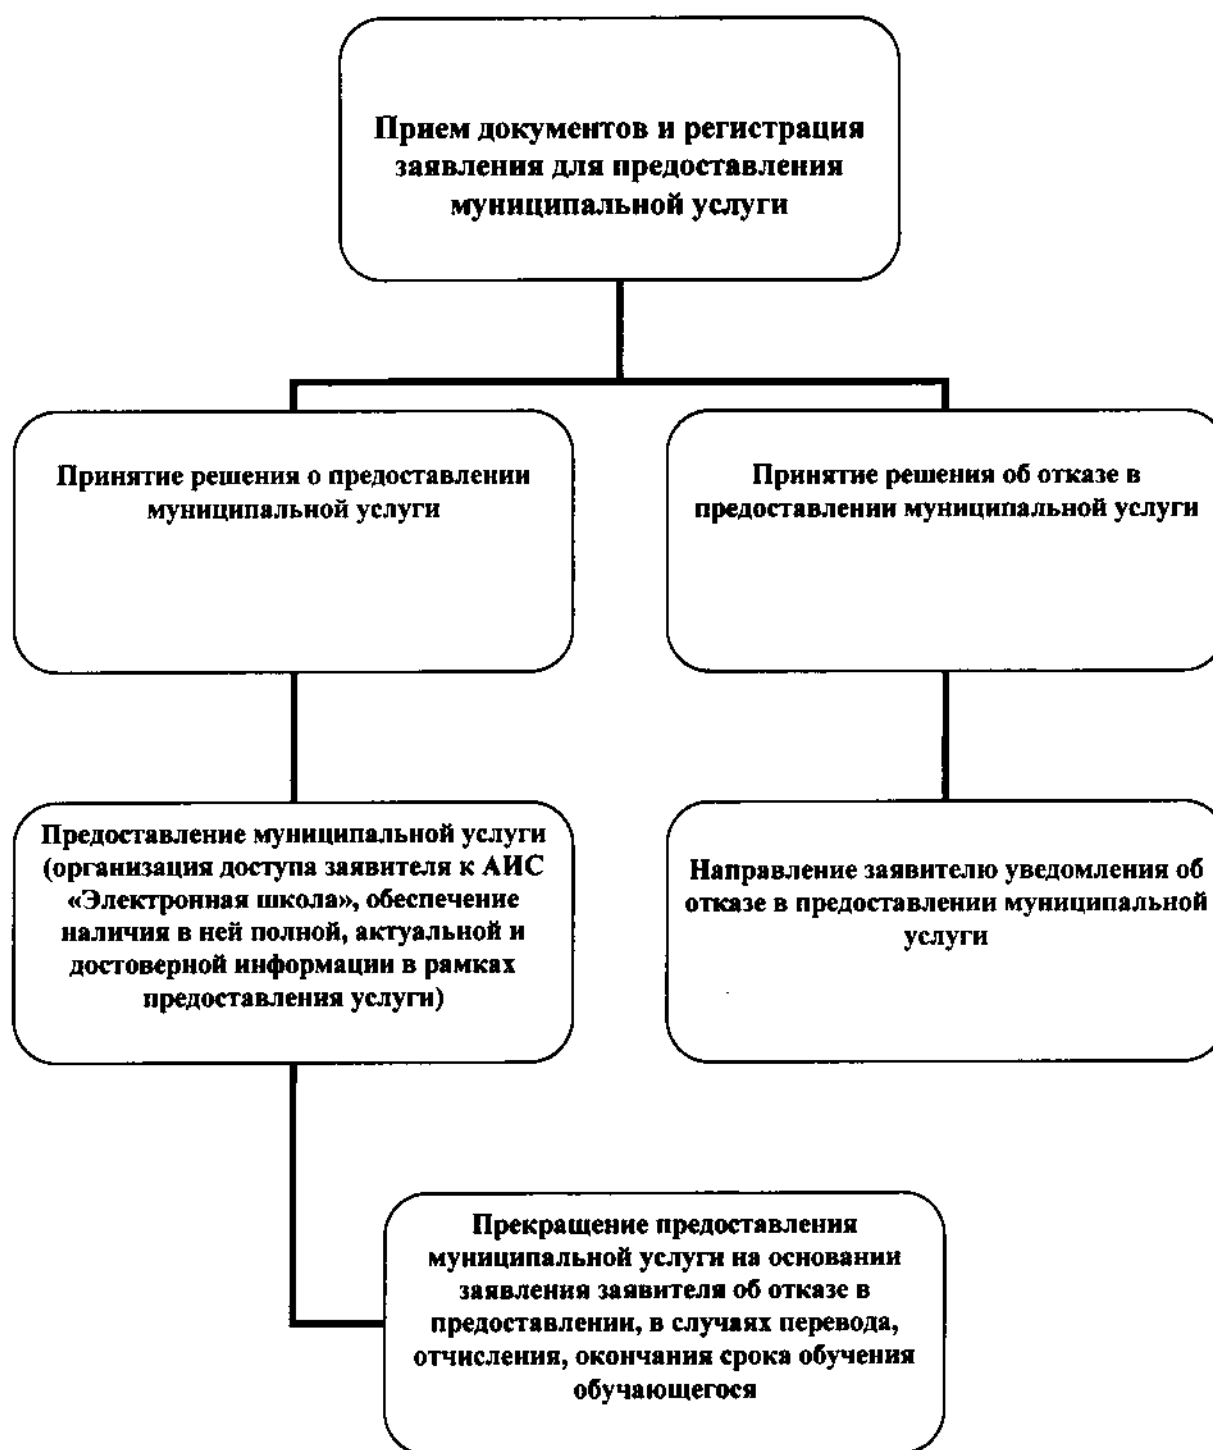 Прием документов и регистрация
заявления для предоставления
муниципальной услуги
Принятие решения о предоставлении
муниципальной услуги
Принятие решения об отказе в
предоставлении муниципальной услуги
Предоставление муниципальной услуги
(организация доступа заявителя к АИС
«Электронная школа», обеспечение
наличия в ней полной, актуальной и
достоверной информации в рамках
предоставления услуги)
Направление заявителю уведомления об
отказе в предоставлении муниципальной
услуги
Прекращение предоставления
муниципальной услуги на основании
заявления заявителя об отказе в
предоставлении, в случаях перевода,
отчисления, окончания срока обучения
обучающегося